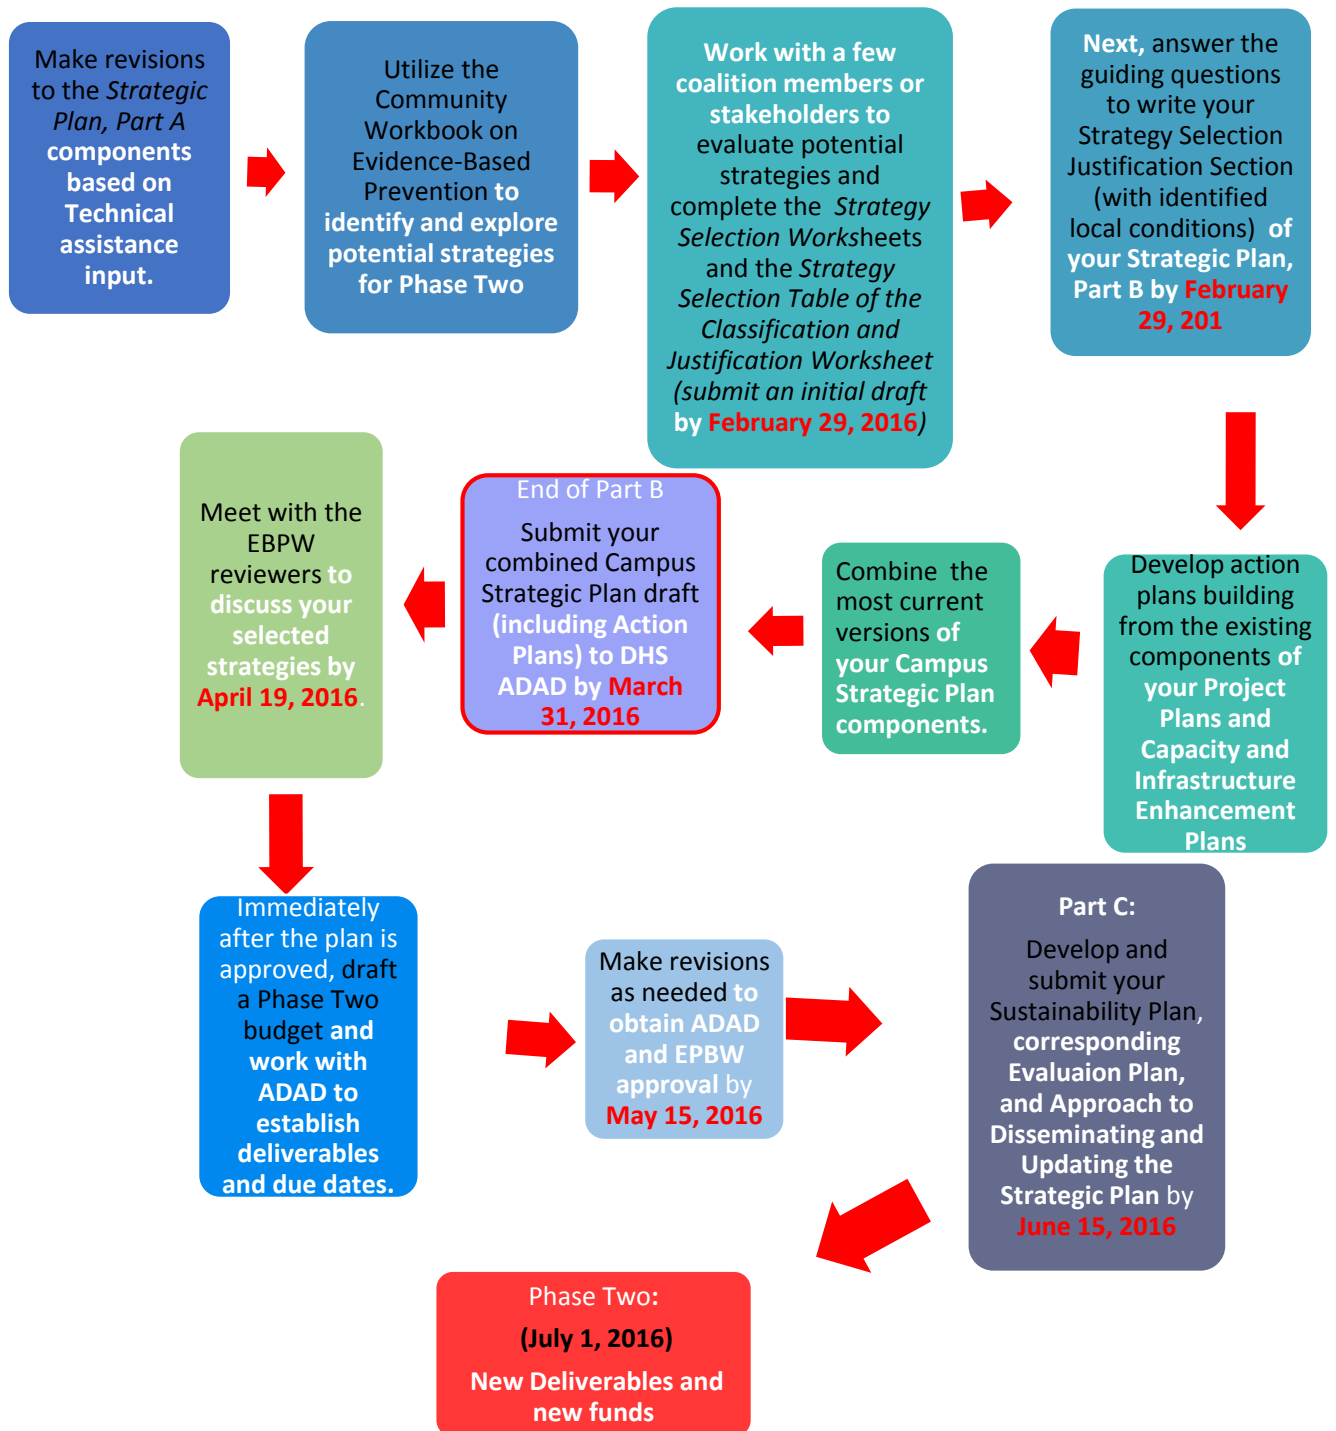 Make revisions
to the Strategic
Plan, Part A
components
based on
Technical
assistance
input.
Utilize the
Community
Workbook on
Evidence-Based
Prevention to
identify and explore
potential strategies
for Phase Two
Work with a few
coalition members or
stakeholders to
evaluate potential
strategies and
complete the Strategy
Selection Worksheets
and the Strategy
Selection Table of the
Classification and
Justification Worksheet
(submit an initial draft
by February 29, 2016)
Next, answer the
guiding questions
to write your
Strategy Selection
Justification Section
(with identified
local conditions) of
your Strategic Plan,
Part B by February
29, 201
Develop action
plans building
from the existing
components of
your Project
Plans and
Capacity and
Infrastructure
Enhancement
Plans
Combine the
most current
versions of
your Campus
Strategic Plan
components.
End of Part B
Submit your
combined Campus
Strategic Plan draft
(including Action
Plans) to DHS
ADAD by March
31, 2016
Meet with the
EBPW
reviewers to
discuss your
selected
strategies by
April 19, 2016.
Immediately
after the plan is
approved, draft
a Phase Two
budget and
work with
ADAD to
establish
deliverables
and due dates.
Make revisions
as needed to
obtain ADAD
and EPBW
approval by
May 15, 2016
Part C:
Develop and
submit your
Sustainability Plan,
corresponding
Evaluaion Plan,
and Approach to
Disseminating and
Updating the
Strategic Plan by
June 15, 2016
Phase Two:
(July 1, 2016)
New Deliverables and
new funds